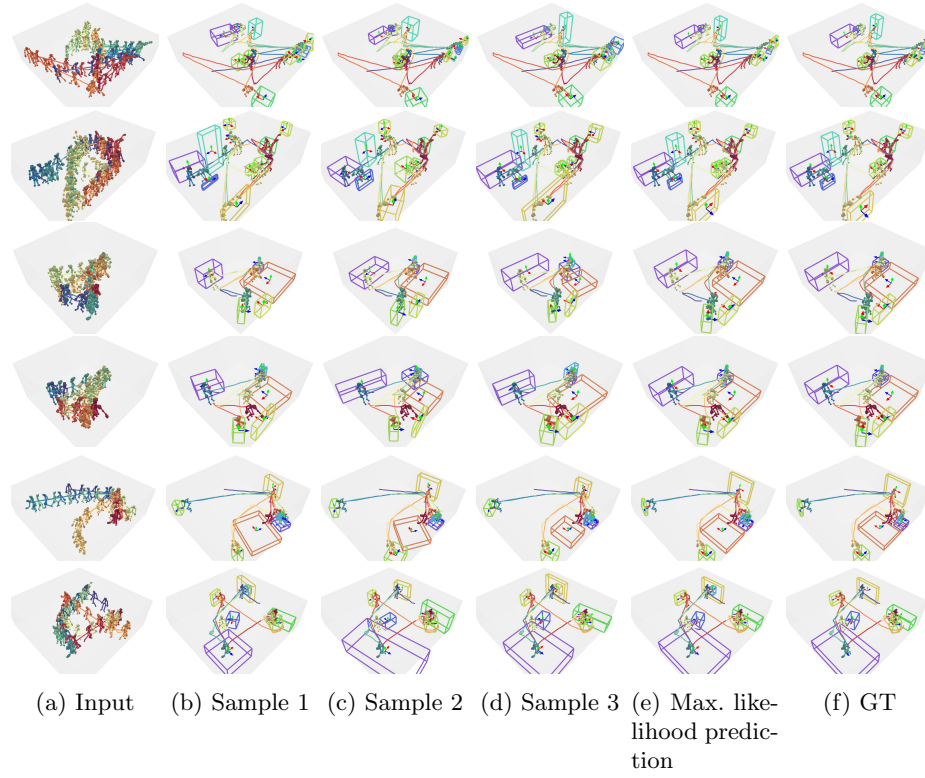 (a) Input (b) Sample 1 (c) Sample 2 (d) Sample 3 (e) Max. like- (f) GT
lihood predic-
tion